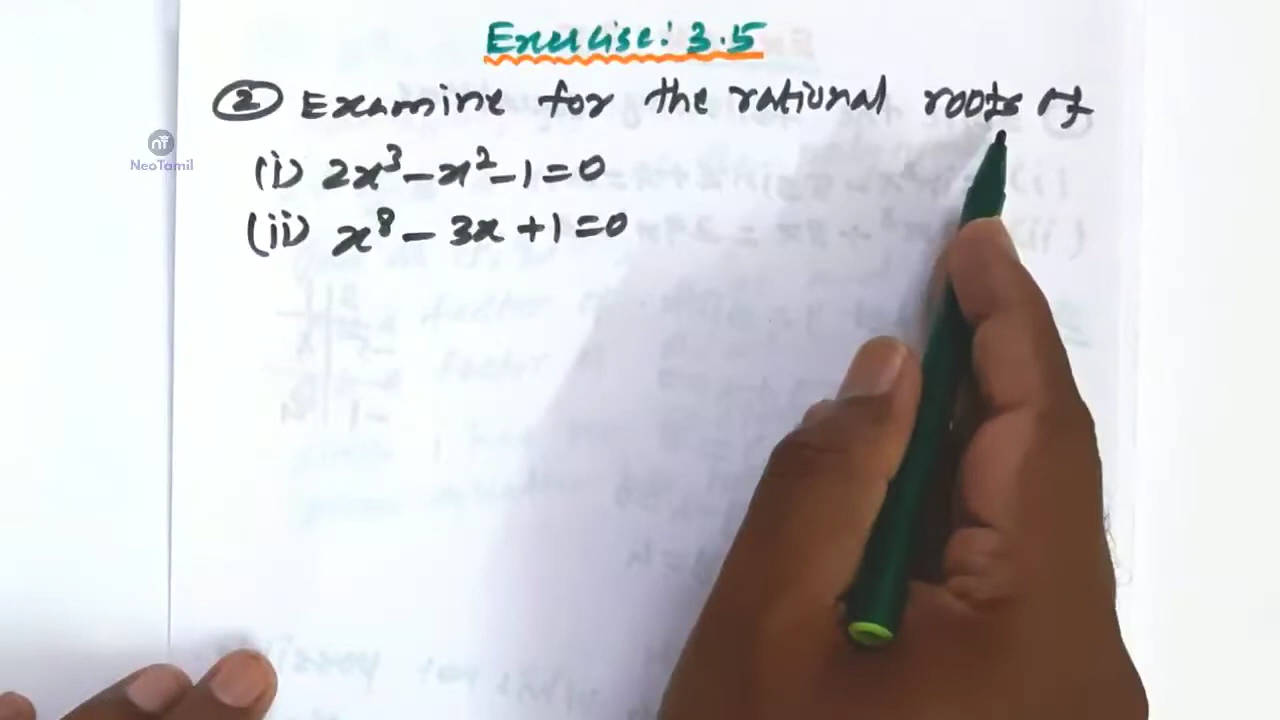 Exercise: 3.5
② Examine for the rational roots of
(i) 2x³-x²-1=0
(ii) x⁸-3x+1=0
NeoTamil